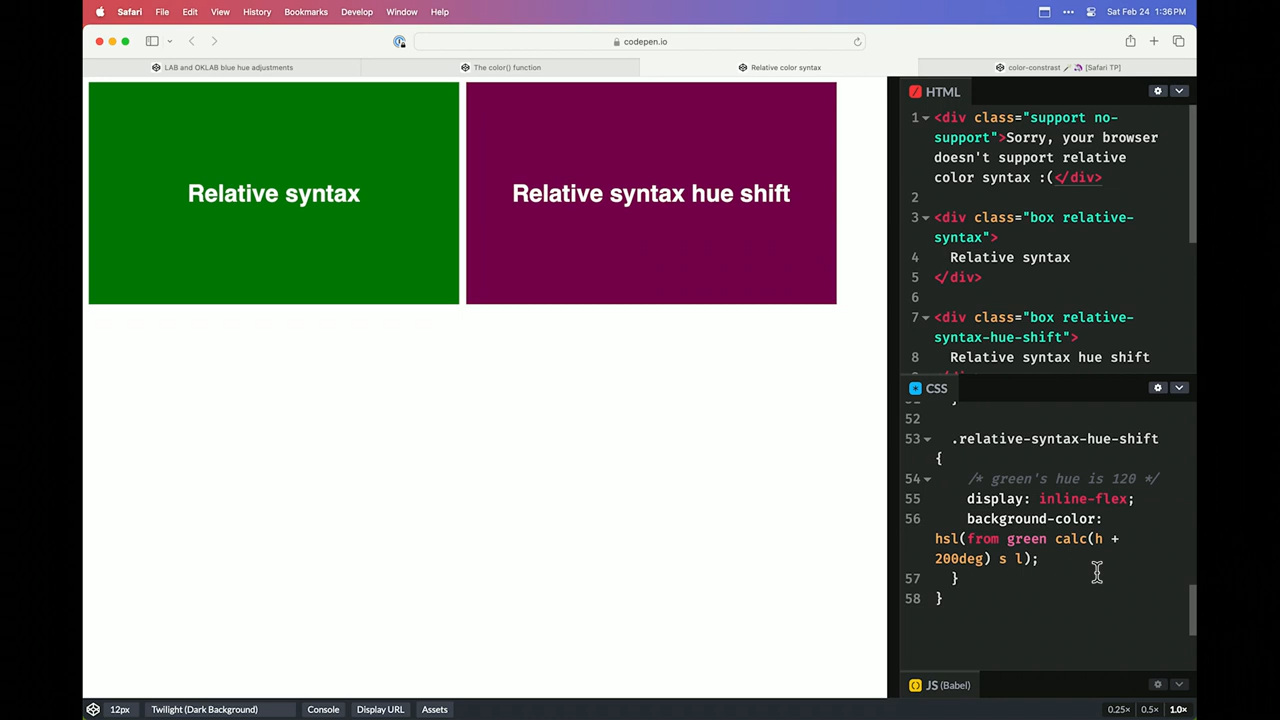 Safari File Edit View History Bookmarks Develop Window Help Sat Feb 24 1:36PM
codepen.io
LAB and OKLAB blue hue adjustments
The color() function
Relative color syntax
color-constrast 🪄 🦄 [Safari TP]
Relative syntax
Relative syntax hue shift
HTML
1 <div class="support no-
support">Sorry, your browser
doesn't support relative
color syntax :(</div>
2
3 <div class="box relative-
syntax">
4 Relative syntax
5 </div>
6
7 <div class="box relative-
syntax-hue-shift">
8 Relative syntax hue shift
CSS
52
53 .relative-syntax-hue-shift
{
54 /* green's hue is 120 */
55 display: inline-flex;
56 background-color:
hsl(from green calc(h +
200deg) s l);
57 }
58 }
JS (Babel)
12px Twilight (Dark Background) Console Display URL Assets 0.25× 0.5× 1.0×